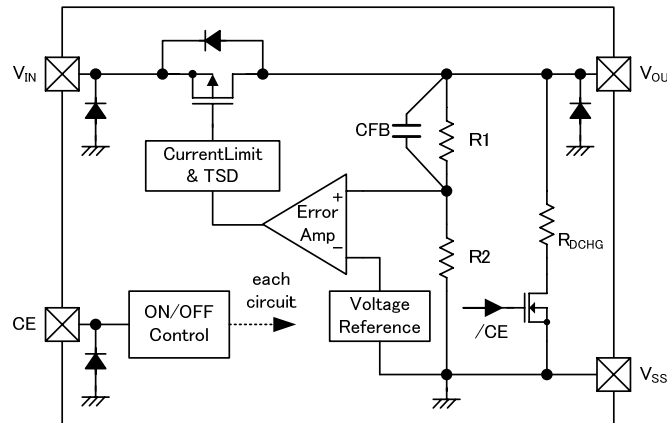 VIN
VOU
CFB
R1
CurrentLimit
& TSD
+
Error
Amp
−
R2
RDCHG
each
circuit
CE
ON/OFF
Control
Voltage
Reference
/CE
VSS